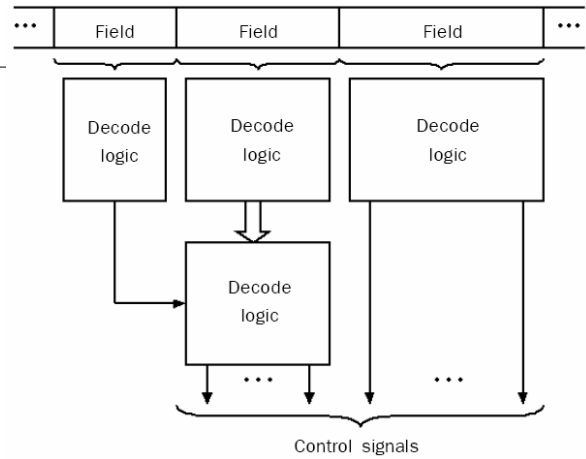 ... Field Field Field ...
Decode
logic
Decode
logic
Decode
logic
Decode
logic
... ...
Control signals